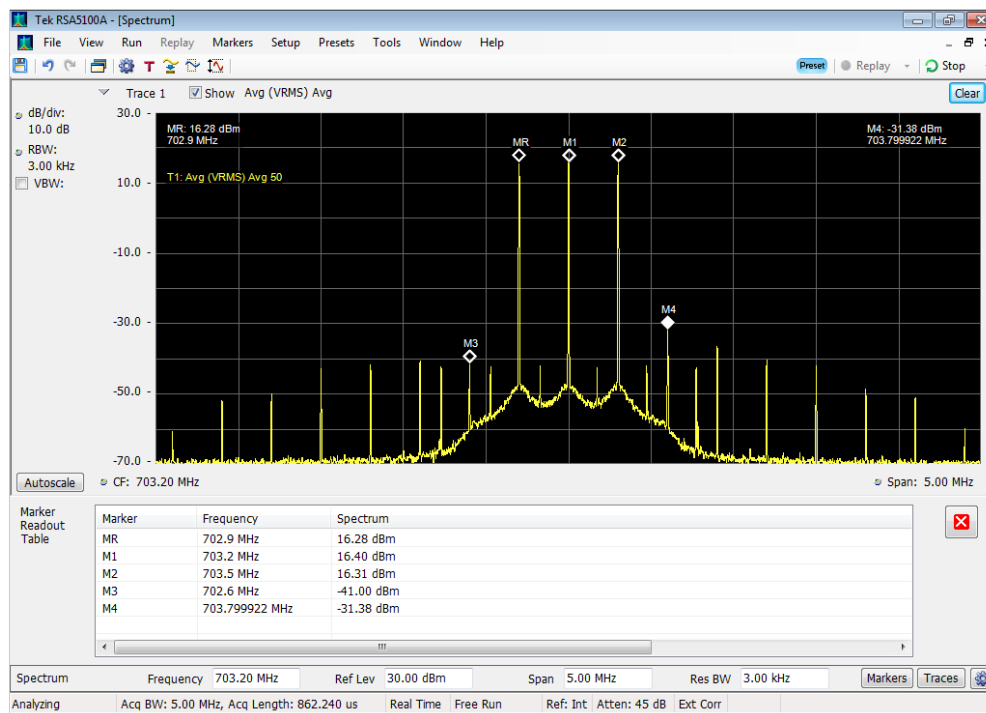 Tek RSA5100A - [Spectrum]
File View Run Replay Markers Setup Presets Tools Window Help
T Preset Replay Stop
Trace 1 Show Avg (VRMS) Avg Clear
dB/div:
10.0 dB
RBW:
3.00 kHz
VBW:
30.0
10.0
-10.0
-30.0
-50.0
-70.0
MR: 16.28 dBm
702.9 MHz
M4: -31.38 dBm
703.799922 MHz
T1: Avg (VRMS) Avg 50
MR M1 M2
M4
M3
Autoscale CF: 703.20 MHz Span: 5.00 MHz
Marker
Readout
Table
Marker Frequency Spectrum
MR 702.9 MHz 16.28 dBm
M1 703.2 MHz 16.40 dBm
M2 703.5 MHz 16.31 dBm
M3 702.6 MHz -41.00 dBm
M4 703.799922 MHz -31.38 dBm
Spectrum Frequency 703.20 MHz Ref Lev 30.00 dBm Span 5.00 MHz Res BW 3.00 kHz Markers Traces
Analyzing Acq BW: 5.00 MHz, Acq Length: 862.240 us Real Time Free Run Ref: Int Atten: 45 dB Ext Corr